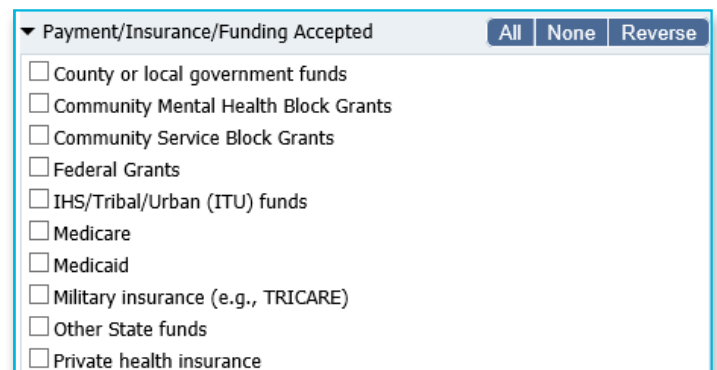 Payment/Insurance/Funding Accepted All None Reverse
County or local government funds
Community Mental Health Block Grants
Community Service Block Grants
Federal Grants
IHS/Tribal/Urban (ITU) funds
Medicare
Medicaid
Military insurance (e.g., TRICARE)
Other State funds
Private health insurance